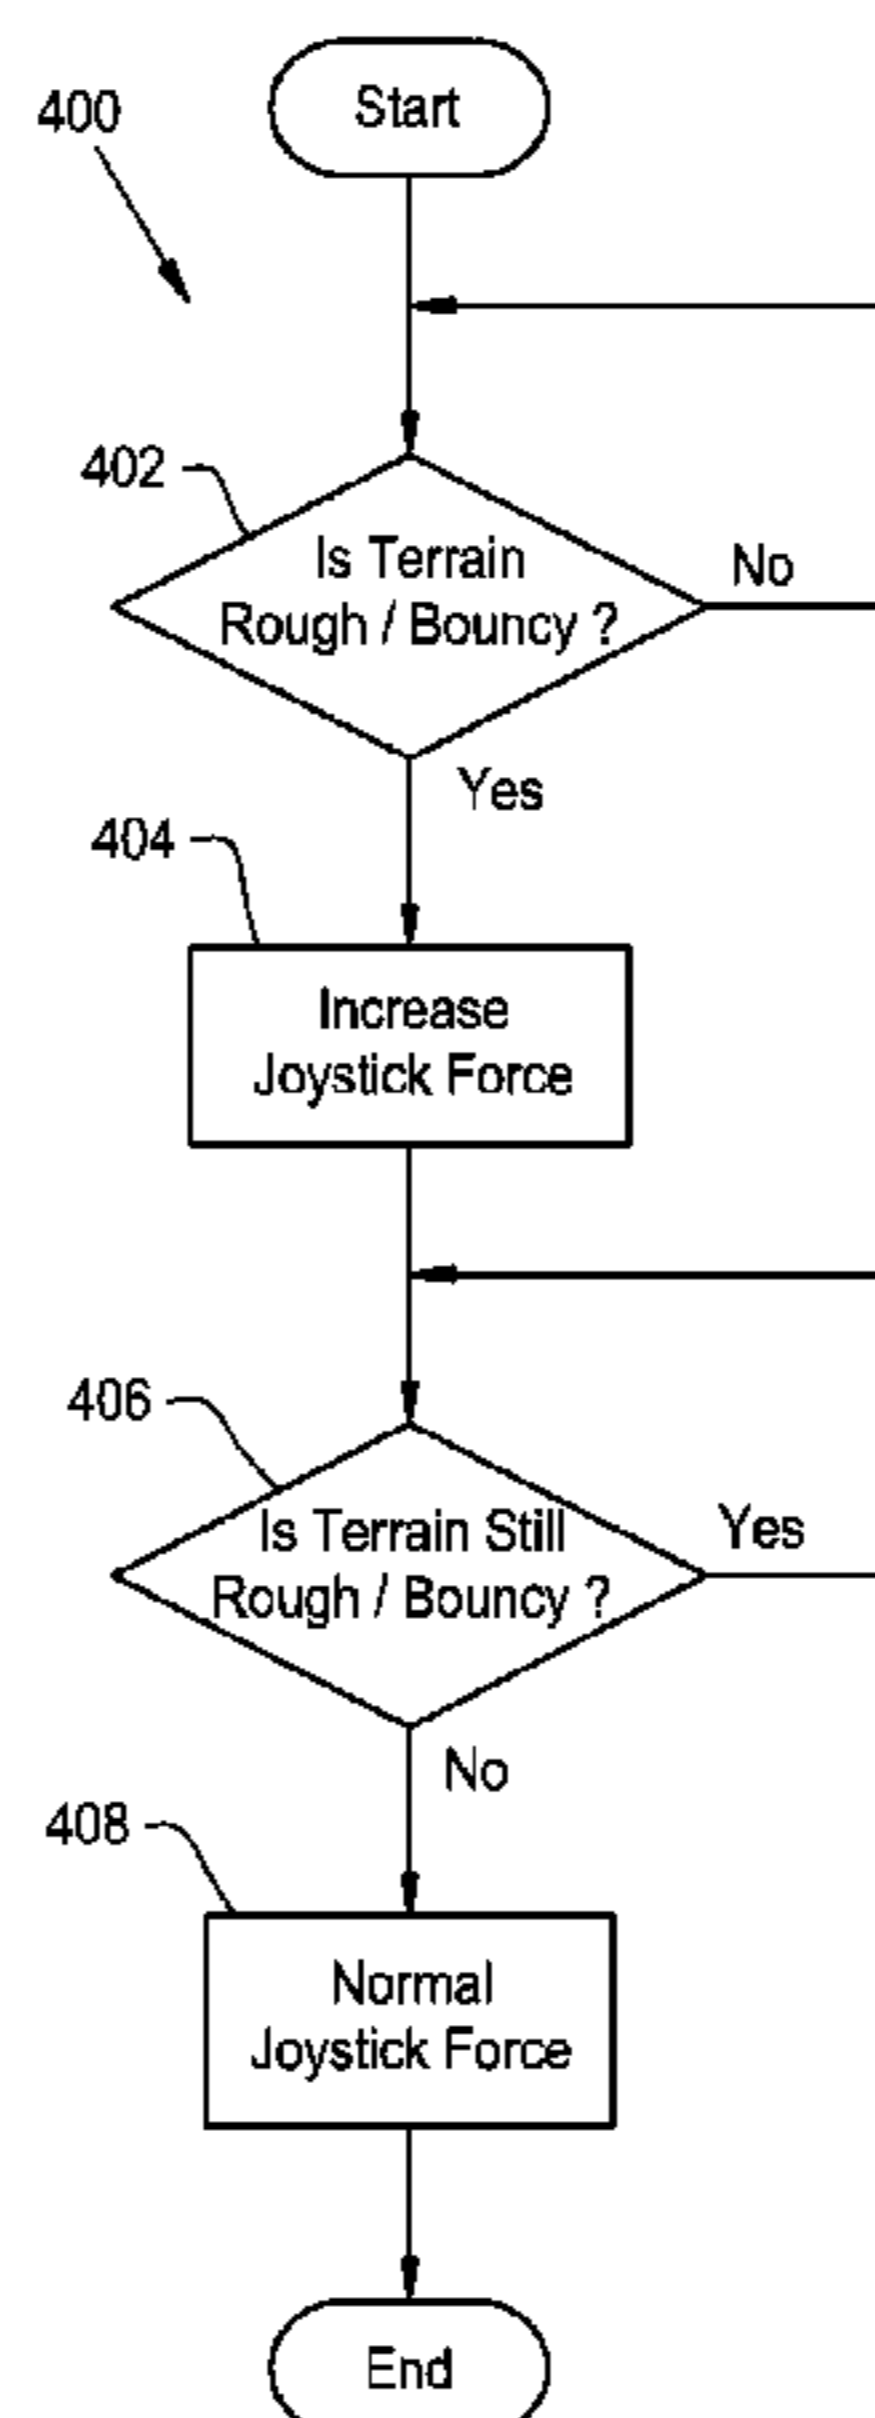 Start
400
402
Is Terrain
Rough / Bouncy ?
No
Yes
404
Increase
Joystick Force
406
Is Terrain Still
Rough / Bouncy ?
Yes
No
408
Normal
Joystick Force
End